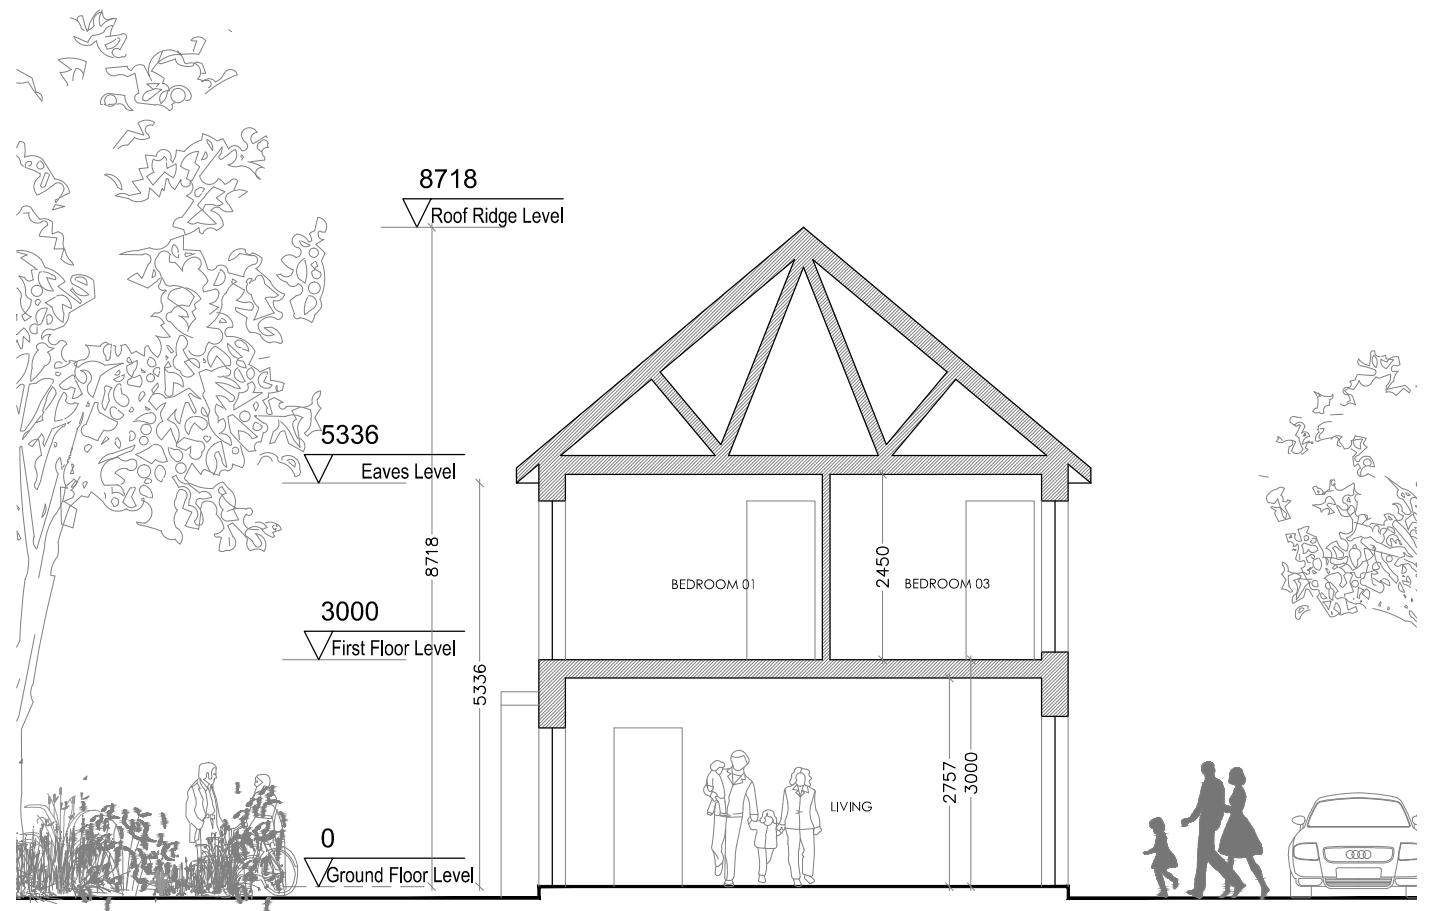 8718
Roof Ridge Level
5336
Eaves Level
8718
2450
BEDROOM 01
BEDROOM 03
3000
First Floor Level
5336
2757
3000
LIVING
0
Ground Floor Level